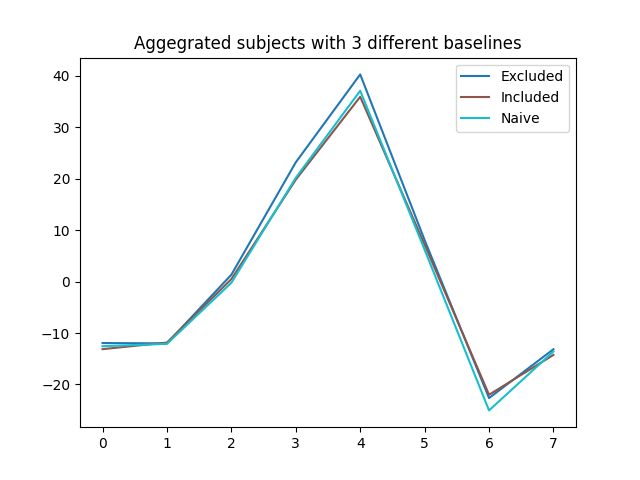 Aggegrated subjects with 3 different baselines
Excluded
Included
Naive
40
30
20
10
0
−10
−20
0 1 2 3 4 5 6 7